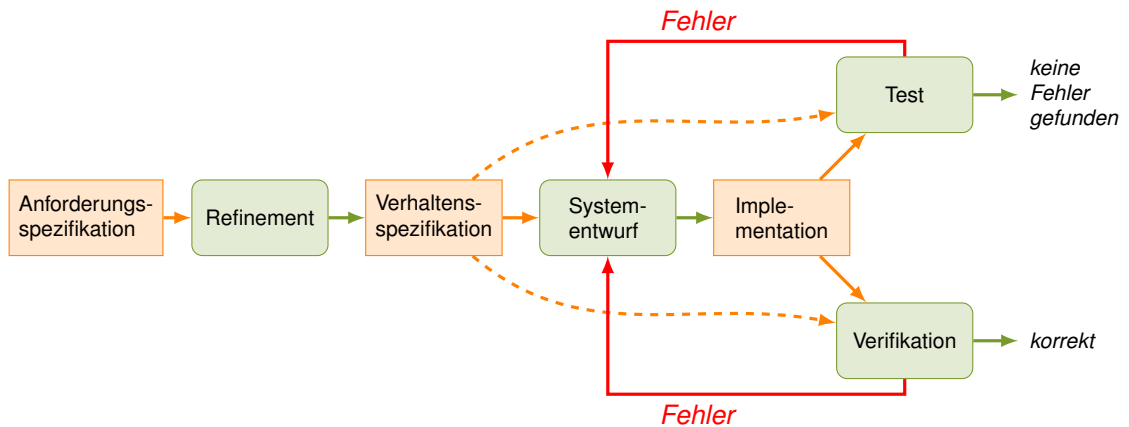 Fehler
Test
keine
Fehler
gefunden
Anforderungs-
spezifikation
Refinement
Verhaltens-
spezifikation
System-
entwurf
Imple-
mentation
Verifikation
korrekt
Fehler